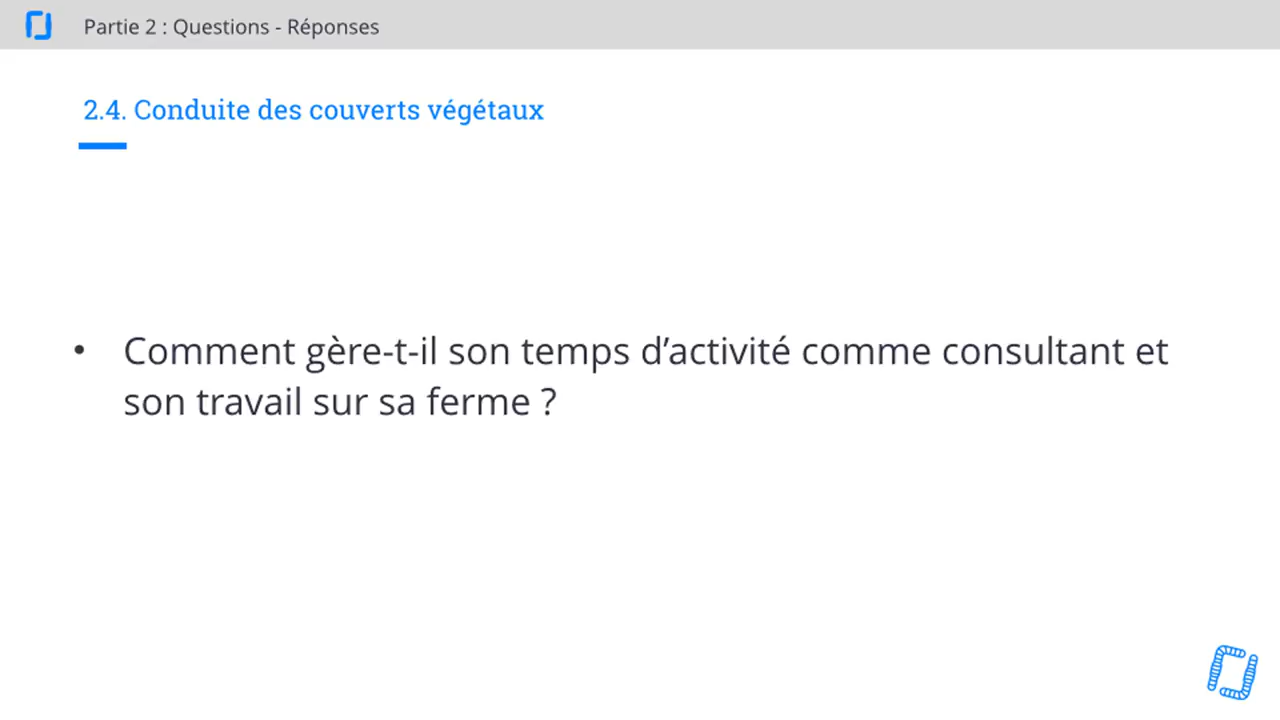 Partie 2 : Questions - Réponses
2.4. Conduite des couverts végétaux
• Comment gère-t-il son temps d’activité comme consultant et
son travail sur sa ferme ?